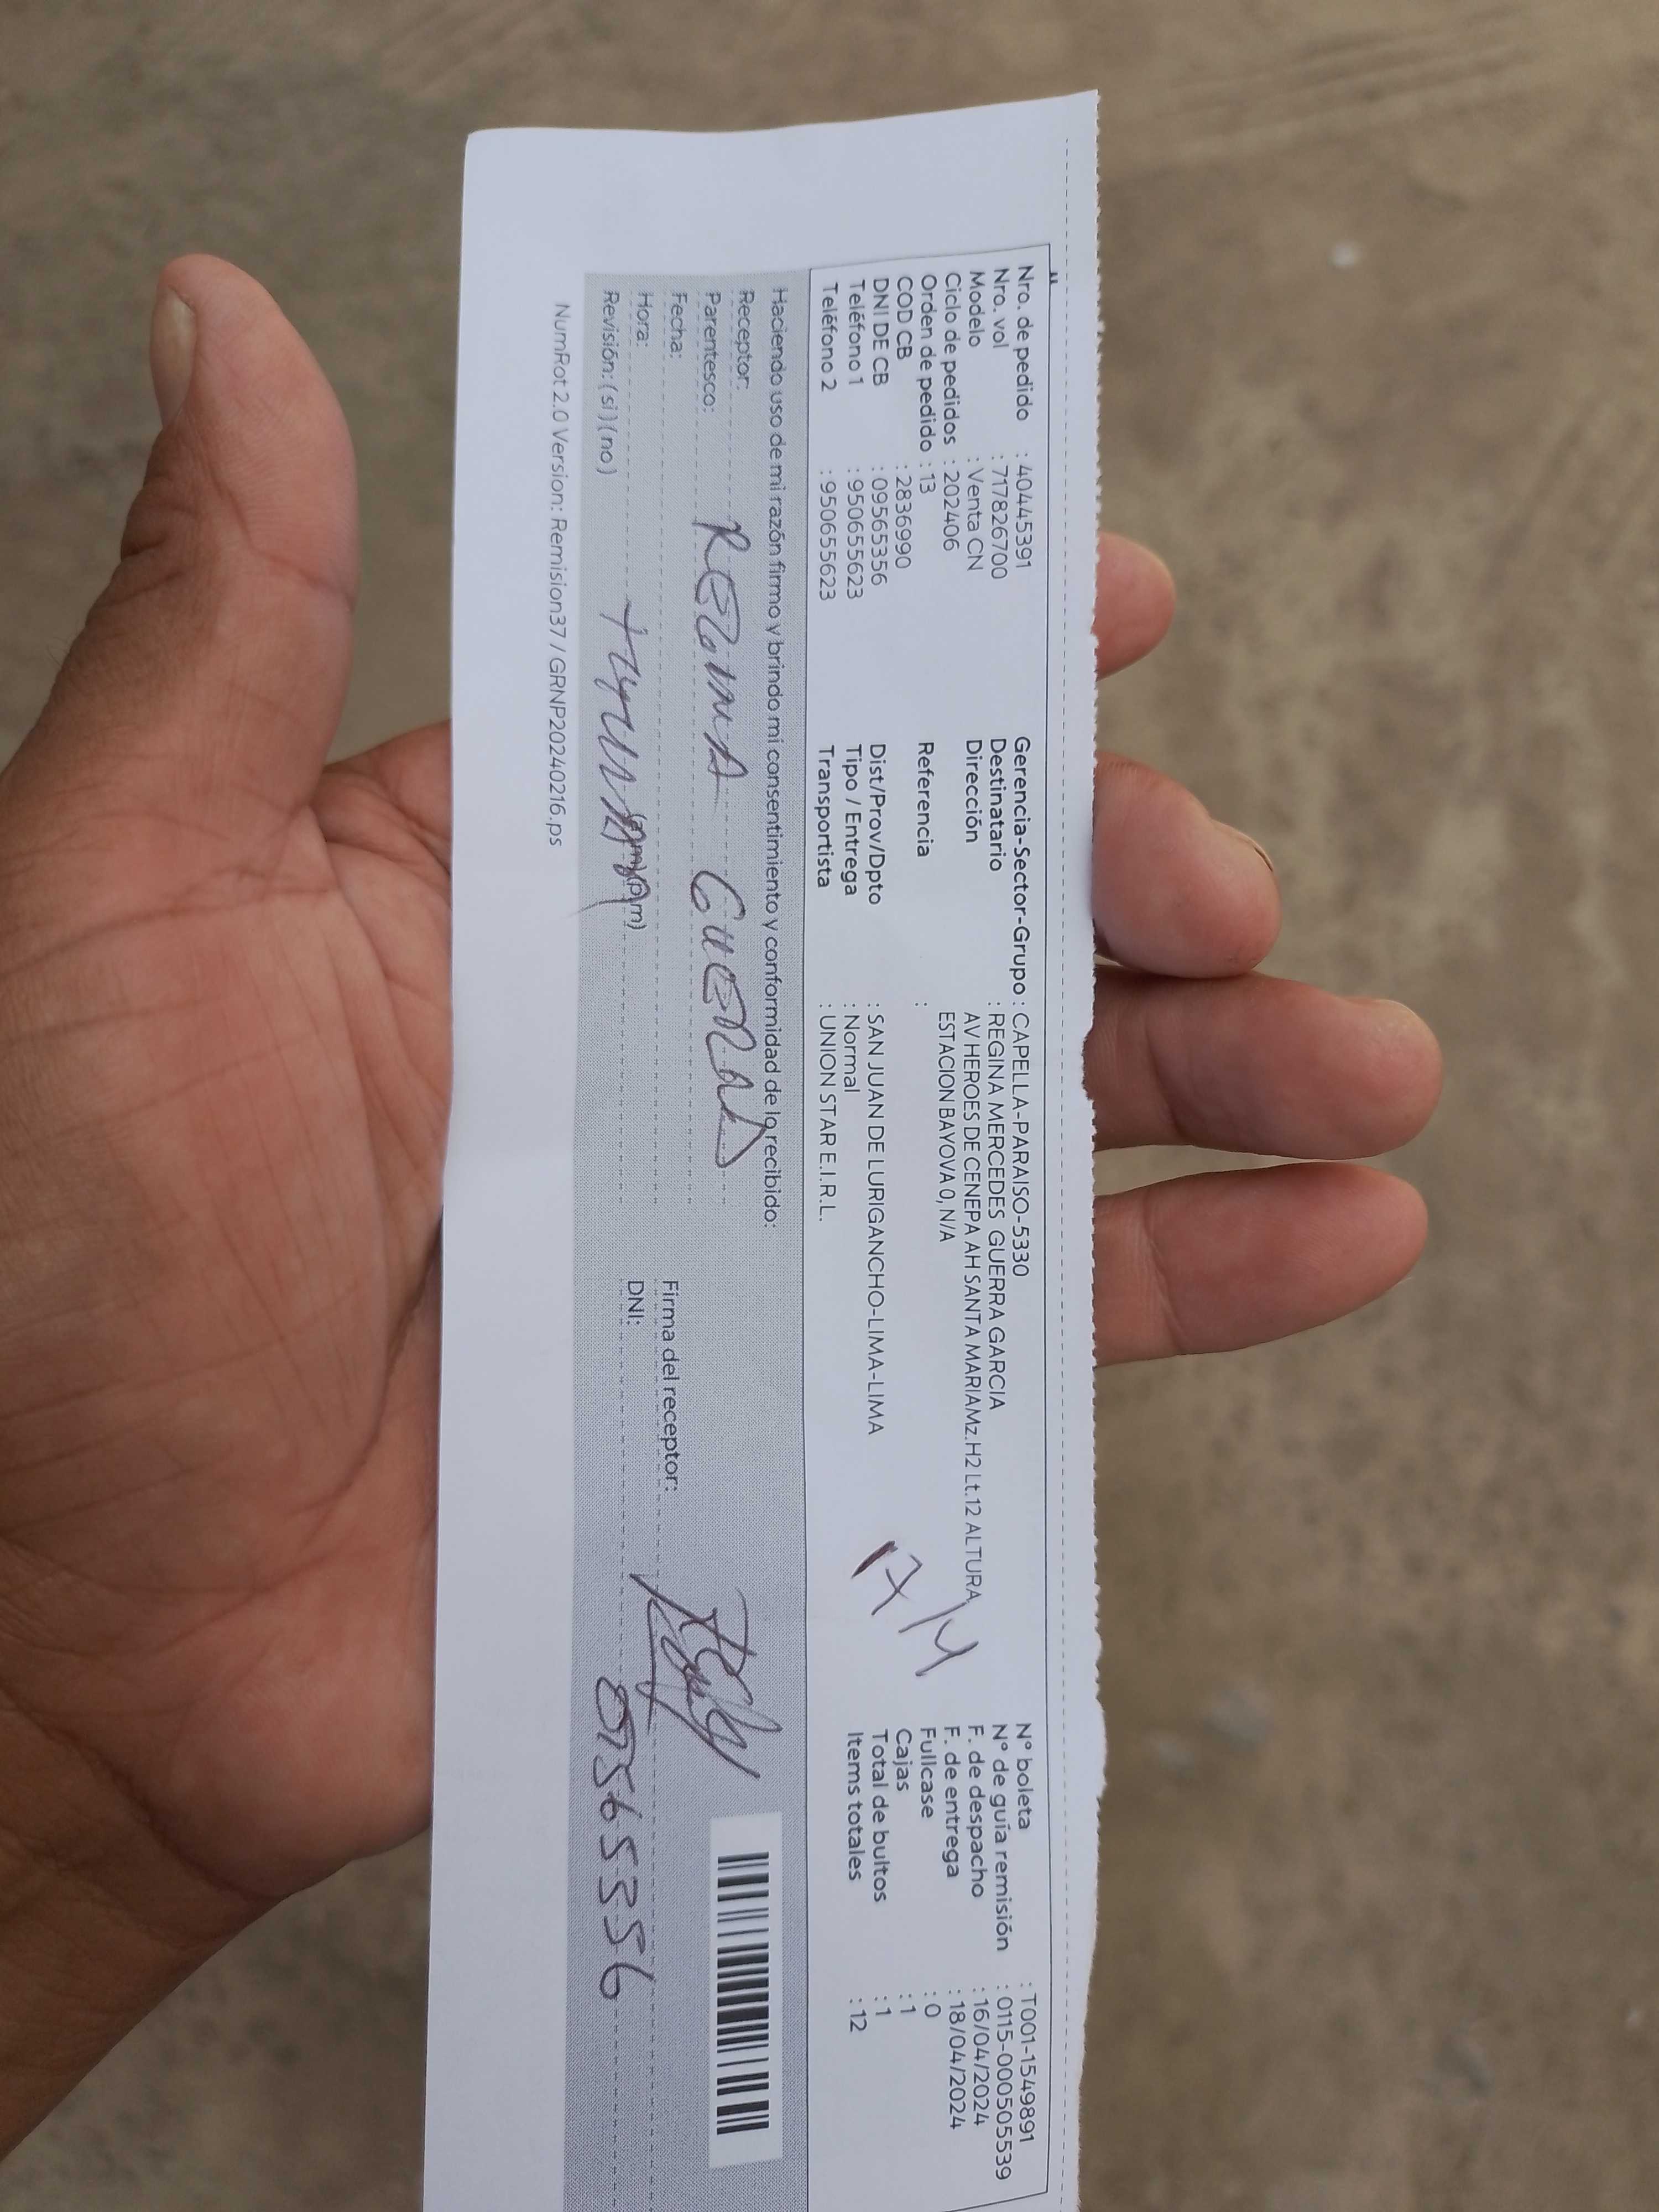 Nro. de pedido : 40445391
Nro. vol : 717826700
Modelo : Venta CN
Ciclo de pedidos : 202406
Orden de pedido : 13
COD CB : 2836990
DNI DE CB : 09565356
Teléfono 1 : 950655623
Teléfono 2 : 950655623
Gerencia-Sector-Grupo : CAPELLA-PARAISO-5330
Destinatario : REGINA MERCEDES GUERRA GARCIA
Dirección AV HEROES DE CENEPA AH SANTA MARIAMz.H2 Lt.12 ALTURA
ESTACION BAYOVA 0, N/A
Referencia :
Dist/Prov/Dpto : SAN JUAN DE LURIGANCHO-LIMA-LIMA
Tipo / Entrega : Normal
Transportista : UNION STAR E.I.R.L.
N° boleta : T001-1549891
N° de guía remisión : 0115-000505539
F. de despacho : 16/04/2024
F. de entrega : 18/04/2024
Fullcase : 0
Cajas : 1
Total de bultos : 1
Items totales : 12
Haciendo uso de mi razón firmo y brindo mi consentimiento y conformidad de lo recibido:
Receptor: REGINA GUERRA
Parentesco:
Fecha:
Hora: (am)(pm)
Revisión: (si) (no)
Firma del receptor:
DNI: 09565356
NumRot 2.0 Version: Remision37 / GRNP20240216.ps